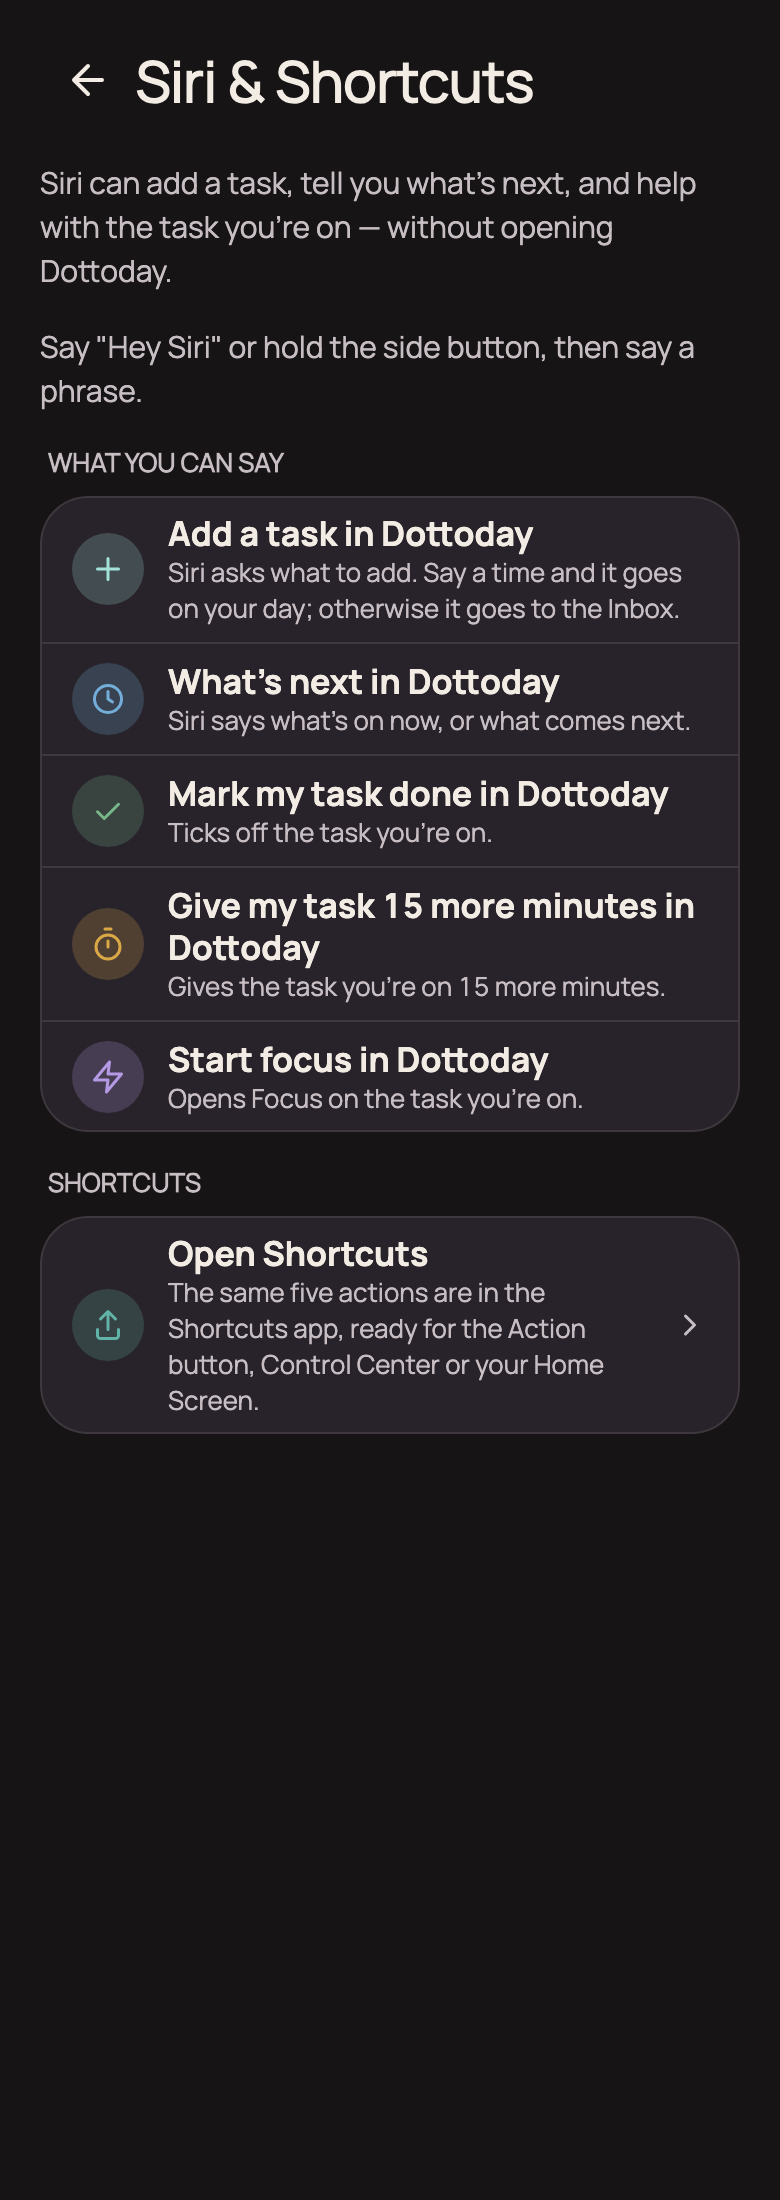 Siri & Shortcuts
Siri can add a task, tell you what’s next, and help
with the task you’re on — without opening
Dottoday.
Say "Hey Siri" or hold the side button, then say a
phrase.
WHAT YOU CAN SAY
Add a task in Dottoday
Siri asks what to add. Say a time and it goes
on your day; otherwise it goes to the Inbox.
What’s next in Dottoday
Siri says what’s on now, or what comes next.
Mark my task done in Dottoday
Ticks off the task you’re on.
Give my task 15 more minutes in
Dottoday
Gives the task you’re on 15 more minutes.
Start focus in Dottoday
Opens Focus on the task you’re on.
SHORTCUTS
Open Shortcuts
The same five actions are in the
Shortcuts app, ready for the Action
button, Control Center or your Home
Screen.